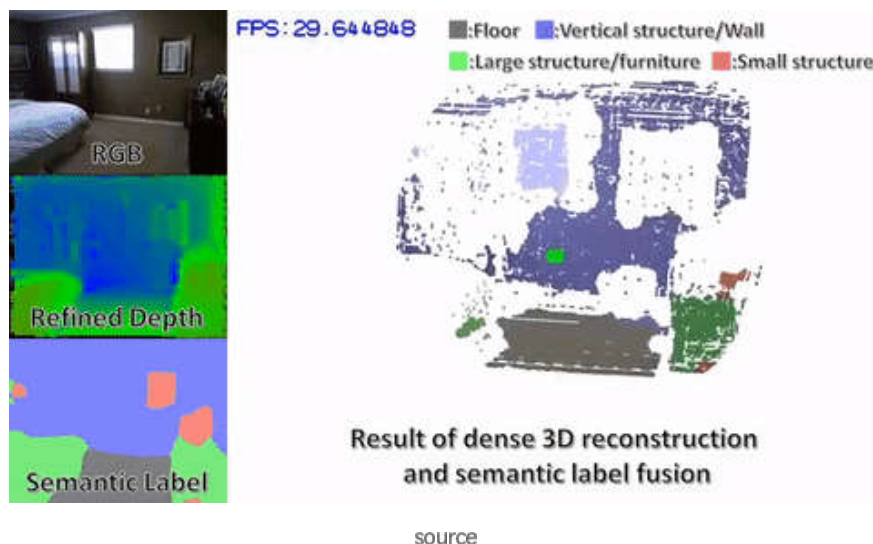 FPS:29.644848
:Floor :Vertical structure/Wall
:Large structure/furniture :Small structure
RGB
Refined Depth
Semantic Label
Result of dense 3D reconstruction
and semantic label fusion
source